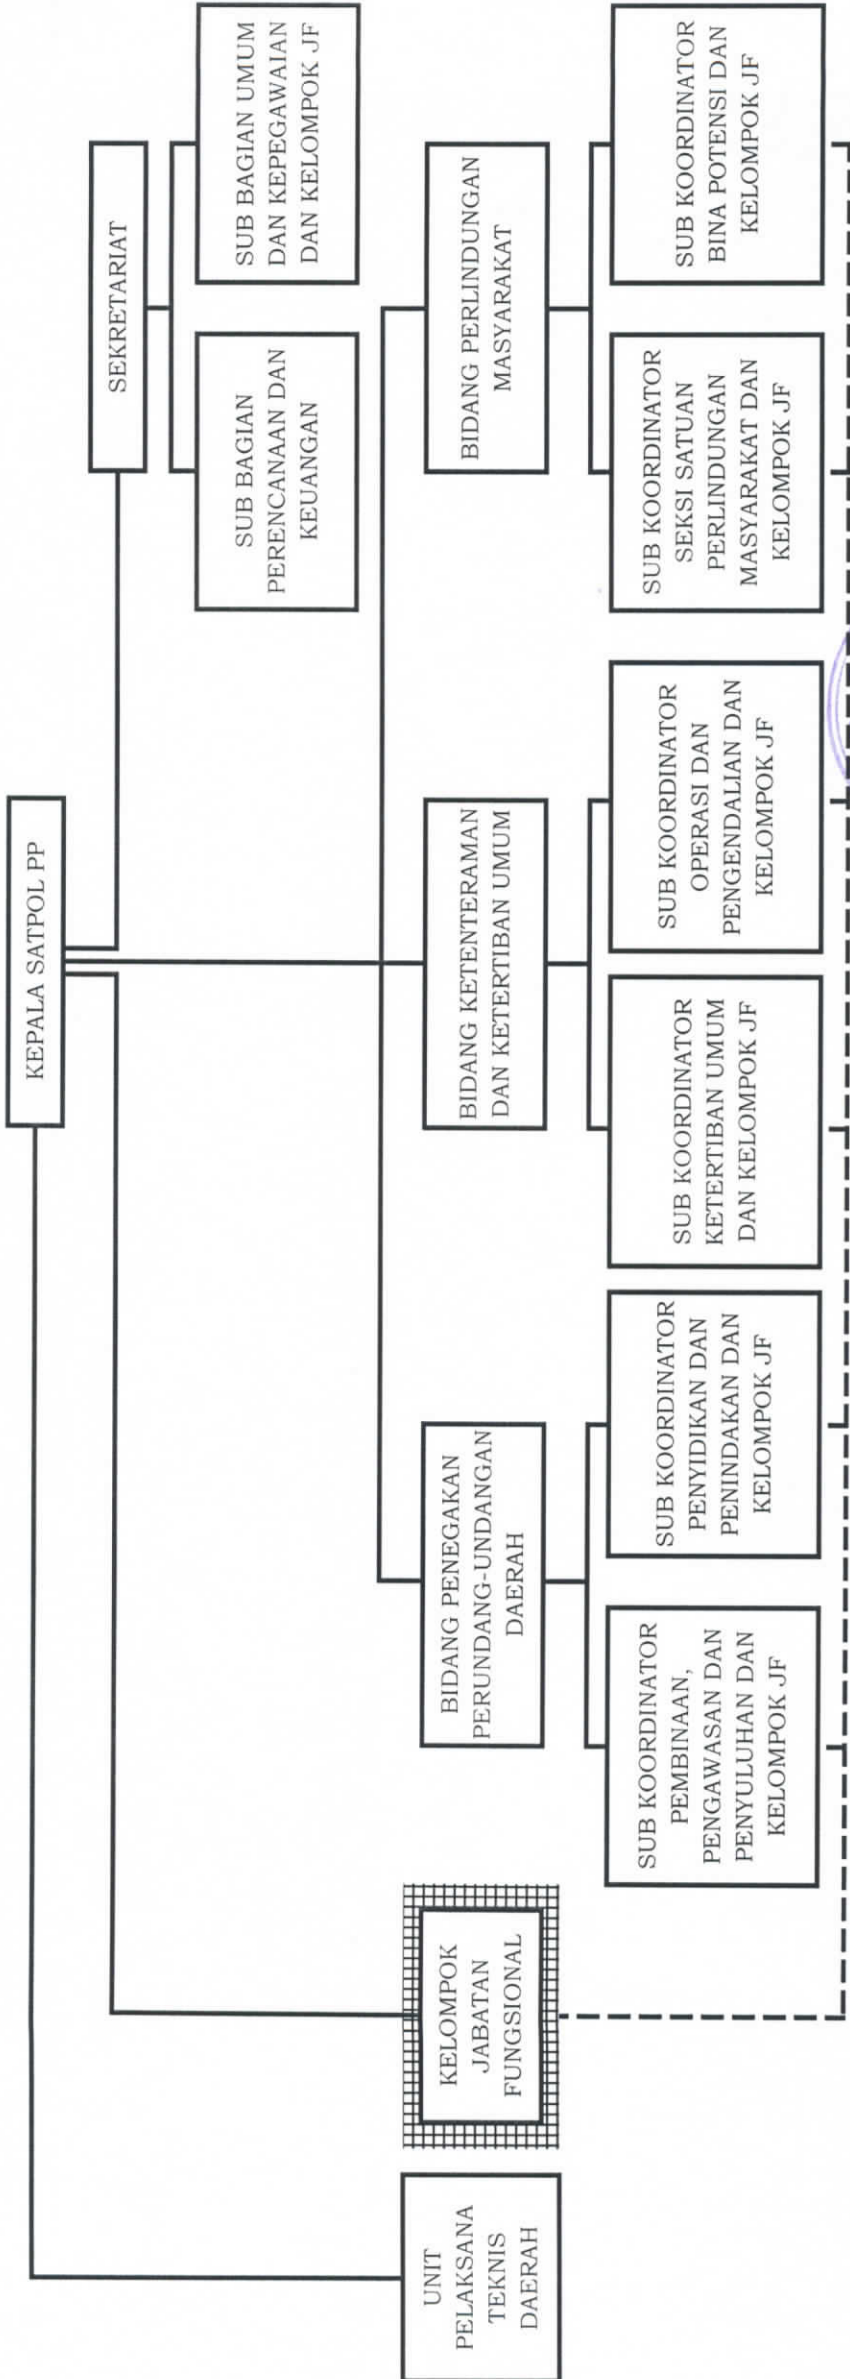 KEPALA SATPOL PP
SEKRETARIAT
SUB BAGIAN
PERENCANAAN DAN
KEUANGAN
SUB BAGIAN UMUM
DAN KEPEGAWAIAN
DAN KELOMPOK JF
UNIT
PELAKSANA
TEKNIS
DAERAH
KELOMPOK
JABATAN
FUNGSIONAL
BIDANG PENEGAKAN
PERUNDANG-UNDANGAN
DAERAH
BIDANG KETENTERAMAN
DAN KETERTIBAN UMUM
BIDANG PERLINDUNGAN
MASYARAKAT
SUB KOORDINATOR
PEMBINAAN,
PENGAWASAN DAN
PENYULUHAN DAN
KELOMPOK JF
SUB KOORDINATOR
PENYIDIKAN DAN
PENINDAKAN DAN
KELOMPOK JF
SUB KOORDINATOR
KETERTIBAN UMUM
DAN KELOMPOK JF
SUB KOORDINATOR
OPERASI DAN
PENGENDALIAN DAN
KELOMPOK JF
SUB KOORDINATOR
SEKSI SATUAN
PERLINDUNGAN
MASYARAKAT DAN
KELOMPOK JF
SUB KOORDINATOR
BINA POTENSI DAN
KELOMPOK JF